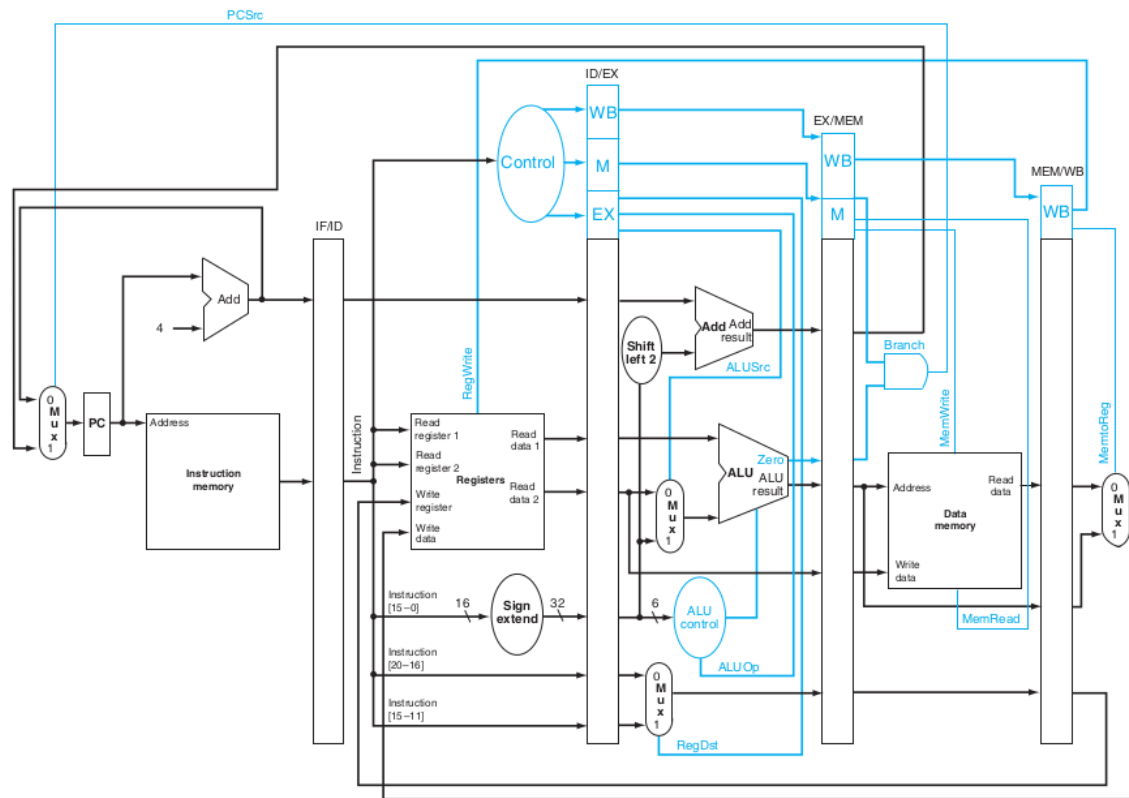 PCSrc
ID/EX
WB
EX/MEM
Control
M
WB
MEM/WB
EX
M
WB
IF/ID
Add
4
Add Add
result
Shift
left 2
Branch
ALUSrc
RegWrite
MemWrite
MemtoReg
0
M
u
x
1
PC
Address
Instruction
memory
Instruction
Read
register 1
Read
register 2
Write
register
Write
data
Registers
Read
data 1
Read
data 2
0
M
u
x
1
Zero
ALU
ALU
result
Address
Read
data
Data
memory
Write
data
0
M
u
x
1
MemRead
Instruction
[15–0]
16
Sign
extend
32
6
ALU
control
ALUOp
Instruction
[20–16]
Instruction
[15–11]
0
M
u
x
1
RegDst